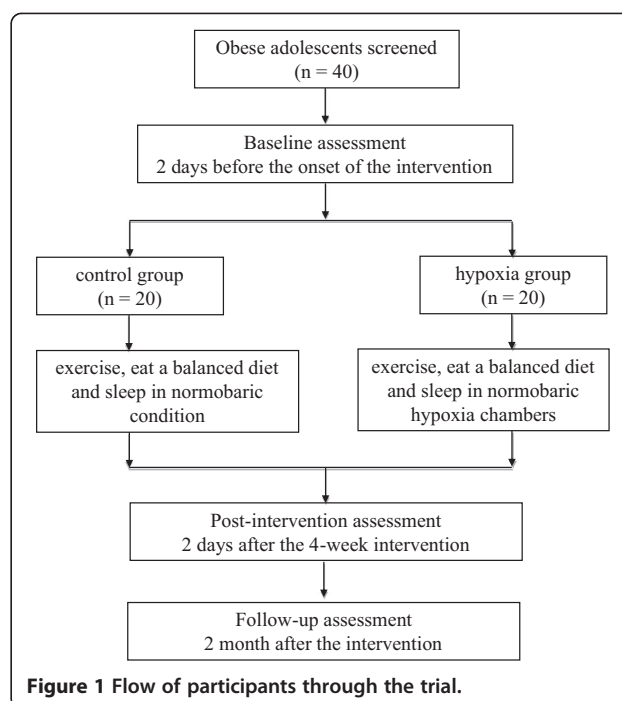 Obese adolescents screened
(n = 40)
Baseline assessment
2 days before the onset of the intervention
control group
(n = 20)
hypoxia group
(n = 20)
exercise, eat a balanced diet
and sleep in normobaric
condition
exercise, eat a balanced diet
and sleep in normobaric
hypoxia chambers
Post-intervention assessment
2 days after the 4-week intervention
Follow-up assessment
2 month after the intervention
Figure 1 Flow of participants through the trial.